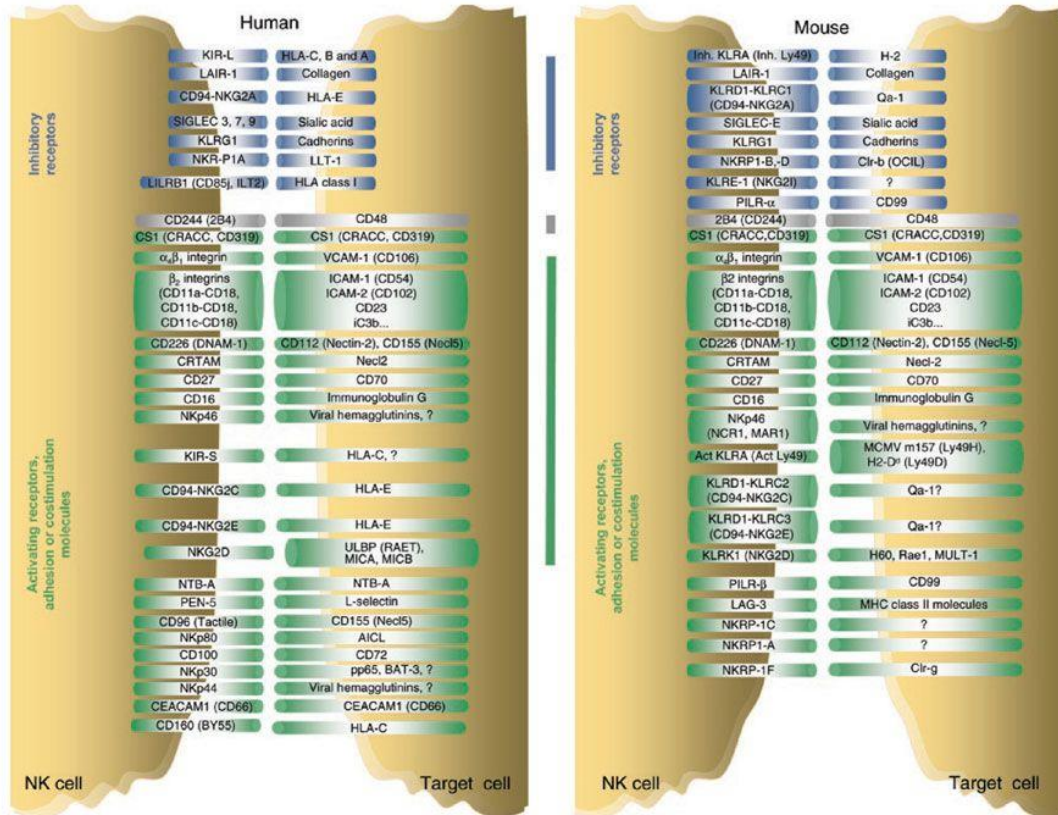 Human
Inhibitory
receptors
KIR-L HLA-C, B and A
LAIR-1 Collagen
CD94-NKG2A HLA-E
SIGLEC 3, 7, 9 Sialic acid
KLRG1 Cadherins
NKR-P1A LLT-1
LILRB1 (CD85j, ILT2) HLA class I
CD244 (2B4) CD48
CS1 (CRACC, CD319) CS1 (CRACC, CD319)
α4β1 integrin VCAM-1 (CD106)
β2 integrins
(CD11a-CD18,
CD11b-CD18,
CD11c-CD18)
ICAM-1 (CD54)
ICAM-2 (CD102)
CD23
iC3b...
CD226 (DNAM-1) CD112 (Nectin-2), CD155 (Necl5)
CRTAM Necl2
CD27 CD70
CD16 Immunoglobulin G
NKp46 Viral hemagglutinins, ?
Activating receptors,
adhesion or costimulation
molecules
KIR-S HLA-C, ?
CD94-NKG2C HLA-E
CD94-NKG2E HLA-E
NKG2D
ULBP (RAET),
MICA, MICB
NTB-A NTB-A
PEN-5 L-selectin
CD96 (Tactile) CD155 (Necl5)
NKp80 AICL
CD100 CD72
NKp30 pp65, BAT-3, ?
NKp44 Viral hemagglutinins, ?
CEACAM1 (CD66) CEACAM1 (CD66)
CD160 (BY55) HLA-C
NK cell Target cell
Mouse
Inhibitory
receptors
Inh. KLRA (Inh. Ly49) H-2
LAIR-1 Collagen
KLRD1-KLRC1
(CD94-NKG2A)
Qa-1
SIGLEC-E Sialic acid
KLRG1 Cadherins
NKRP1-B,-D Clr-b (OCIL)
KLRE-1 (NKG2I) ?
PILR-α CD99
2B4 (CD244) CD48
CS1 (CRACC,CD319) CS1 (CRACC,CD319)
α4β1 integrin VCAM-1 (CD106)
β2 integrins
(CD11a-CD18,
CD11b-CD18,
CD11c-CD18)
ICAM-1 (CD54)
ICAM-2 (CD102)
CD23
iC3b...
CD226 (DNAM-1) CD112 (Nectin-2), CD155 (Necl-5)
CRTAM Necl-2
CD27 CD70
CD16 Immunoglobulin G
NKp46
(NCR1, MAR1)
Viral hemagglutinins, ?
Activating receptors,
adhesion or costimulation
molecules
Act KLRA (Act Ly49)
MCMV m157 (Ly49H),
H2-Dd (Ly49D)
KLRD1-KLRC2
(CD94-NKG2C)
Qa-1?
KLRD1-KLRC3
(CD94-NKG2E)
Qa-1?
KLRK1 (NKG2D) H60, Rae1, MULT-1
PILR-β CD99
LAG-3 MHC class II molecules
NKRP-1C ?
NKRP1-A ?
NKRP-1F Clr-g
NK cell Target cell